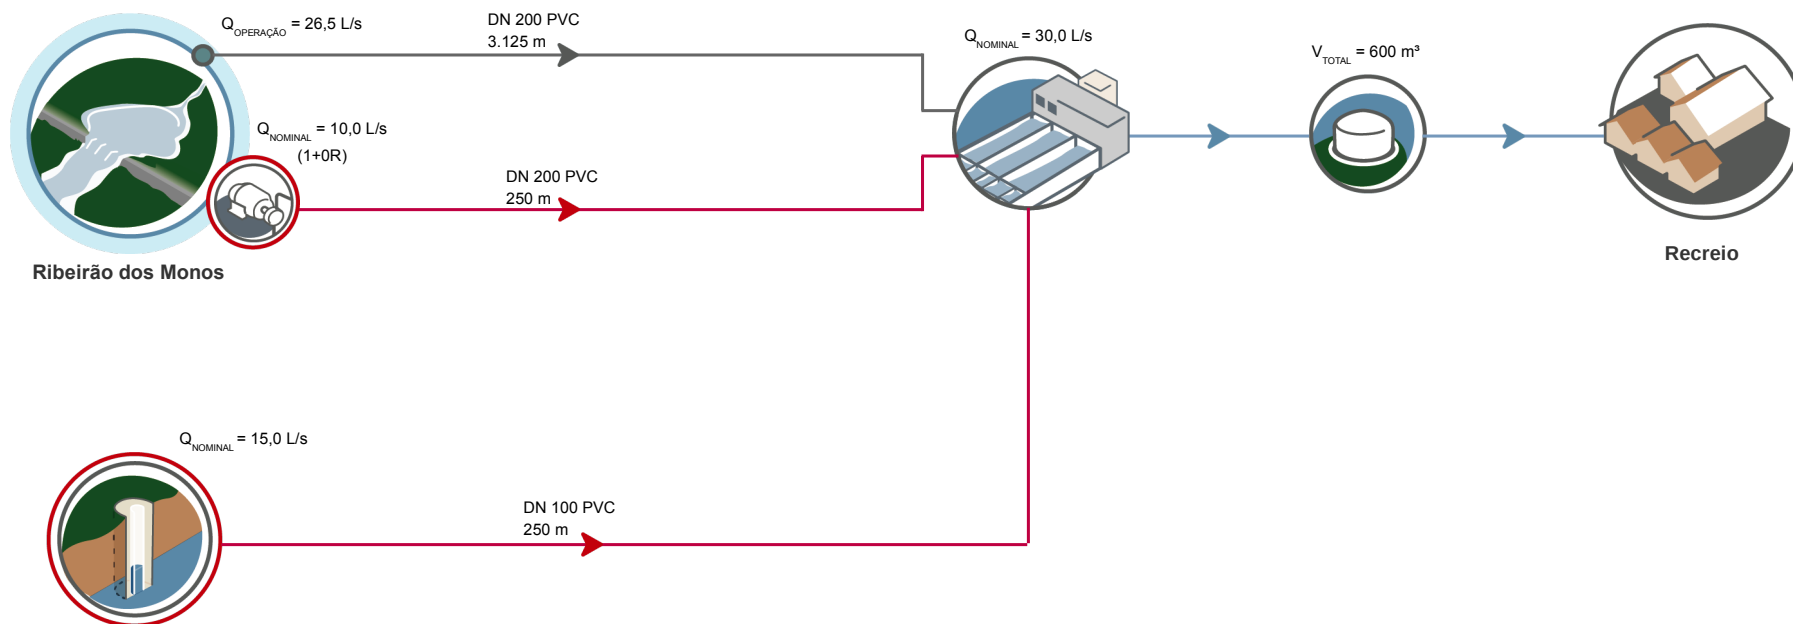 Q OPERAÇÃO = 26,5 L/s
DN 200 PVC
3.125 m
Q NOMINAL = 30,0 L/s
V TOTAL = 600 m³
Q NOMINAL = 10,0 L/s
(1+0R)
DN 200 PVC
250 m
Ribeirão dos Monos
Recreio
Q NOMINAL = 15,0 L/s
DN 100 PVC
250 m